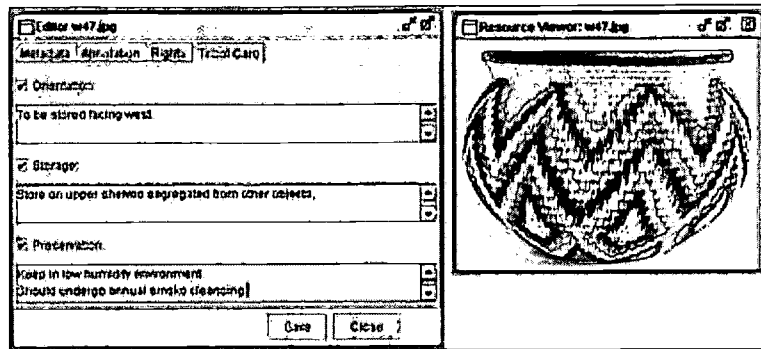 Editor w47.jpg
Metadata Annotation Rights Tribal Care
Orientation:
To be stored facing west.
Storage:
Store on upper shelves segregated from other objects,
Preservation:
Keep in low humidity environment
Should undergo annual smoke cleansing
Save Close
Resource Viewer: w47.jpg